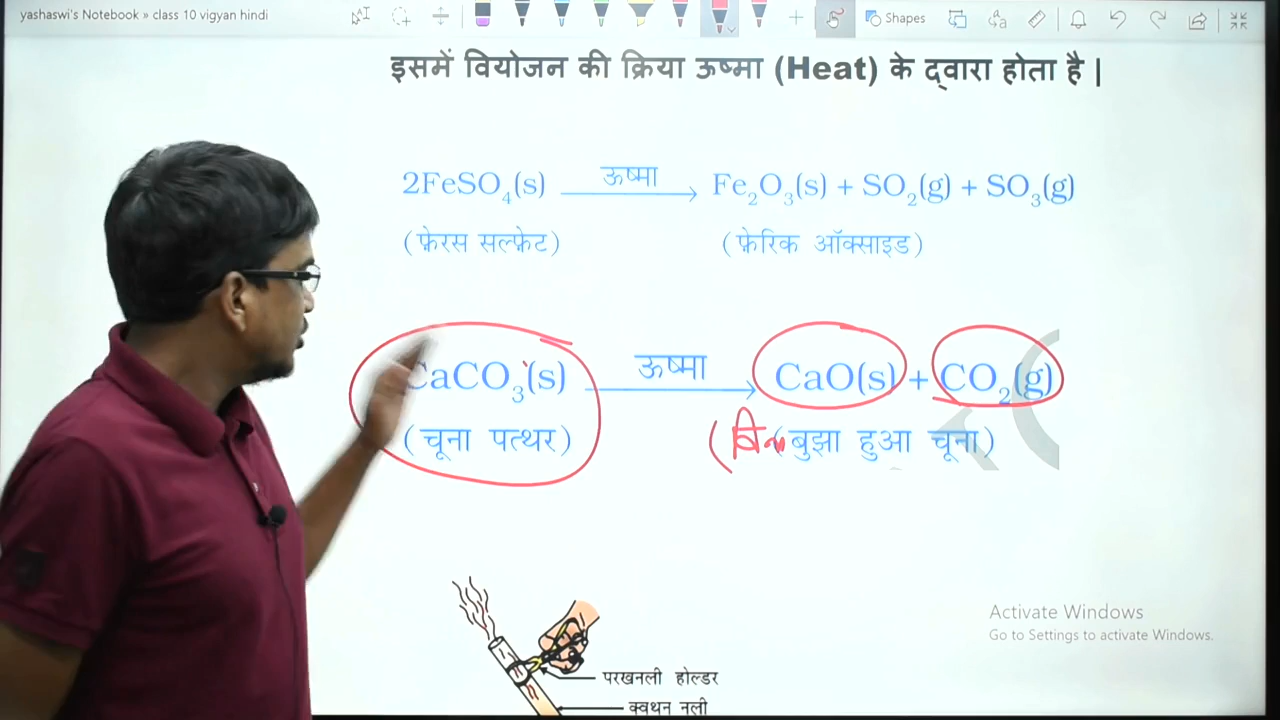 yashaswi's Notebook » class 10 vigyan hindi
Shapes
इसमें वियोजन की क्रिया ऊष्मा (Heat) के द्वारा होता है |
2FeSO₄(s) ऊष्मा → Fe₂O₃(s) + SO₂(g) + SO₃(g)
(फ़ेरस सल्फ़ेट) (फ़ेरिक ऑक्साइड)
CaCO₃(s) ऊष्मा → CaO(s) + CO₂(g)
(चूना पत्थर) (बिन (बुझा हुआ चूना)
Activate Windows
Go to Settings to activate Windows.
परखनली होल्डर
क्वथन नली